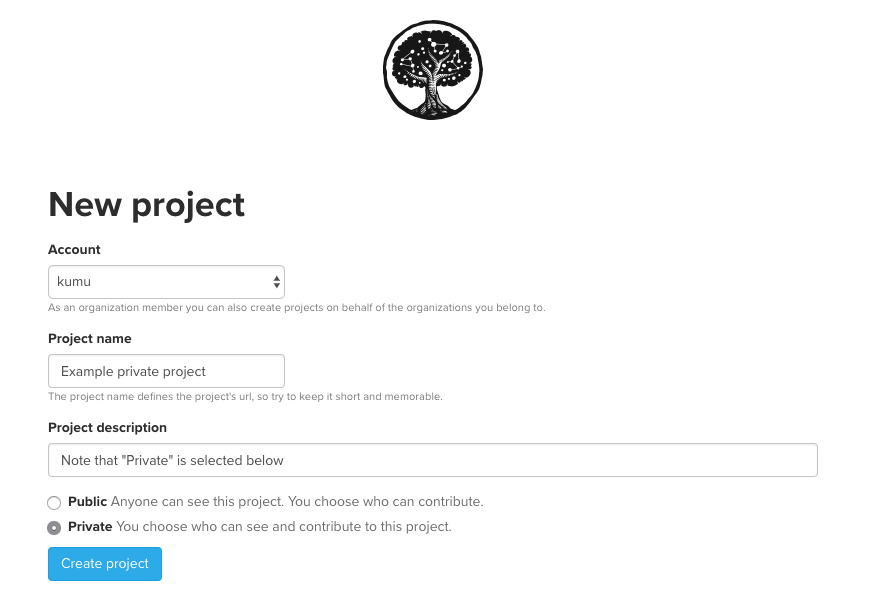 New project
Account
kumu
As an organization member you can also create projects on behalf of the organizations you belong to.
Project name
Example private project
The project name defines the project's url, so try to keep it short and memorable.
Project description
Note that "Private" is selected below
Public Anyone can see this project. You choose who can contribute.
Private You choose who can see and contribute to this project.
Create project